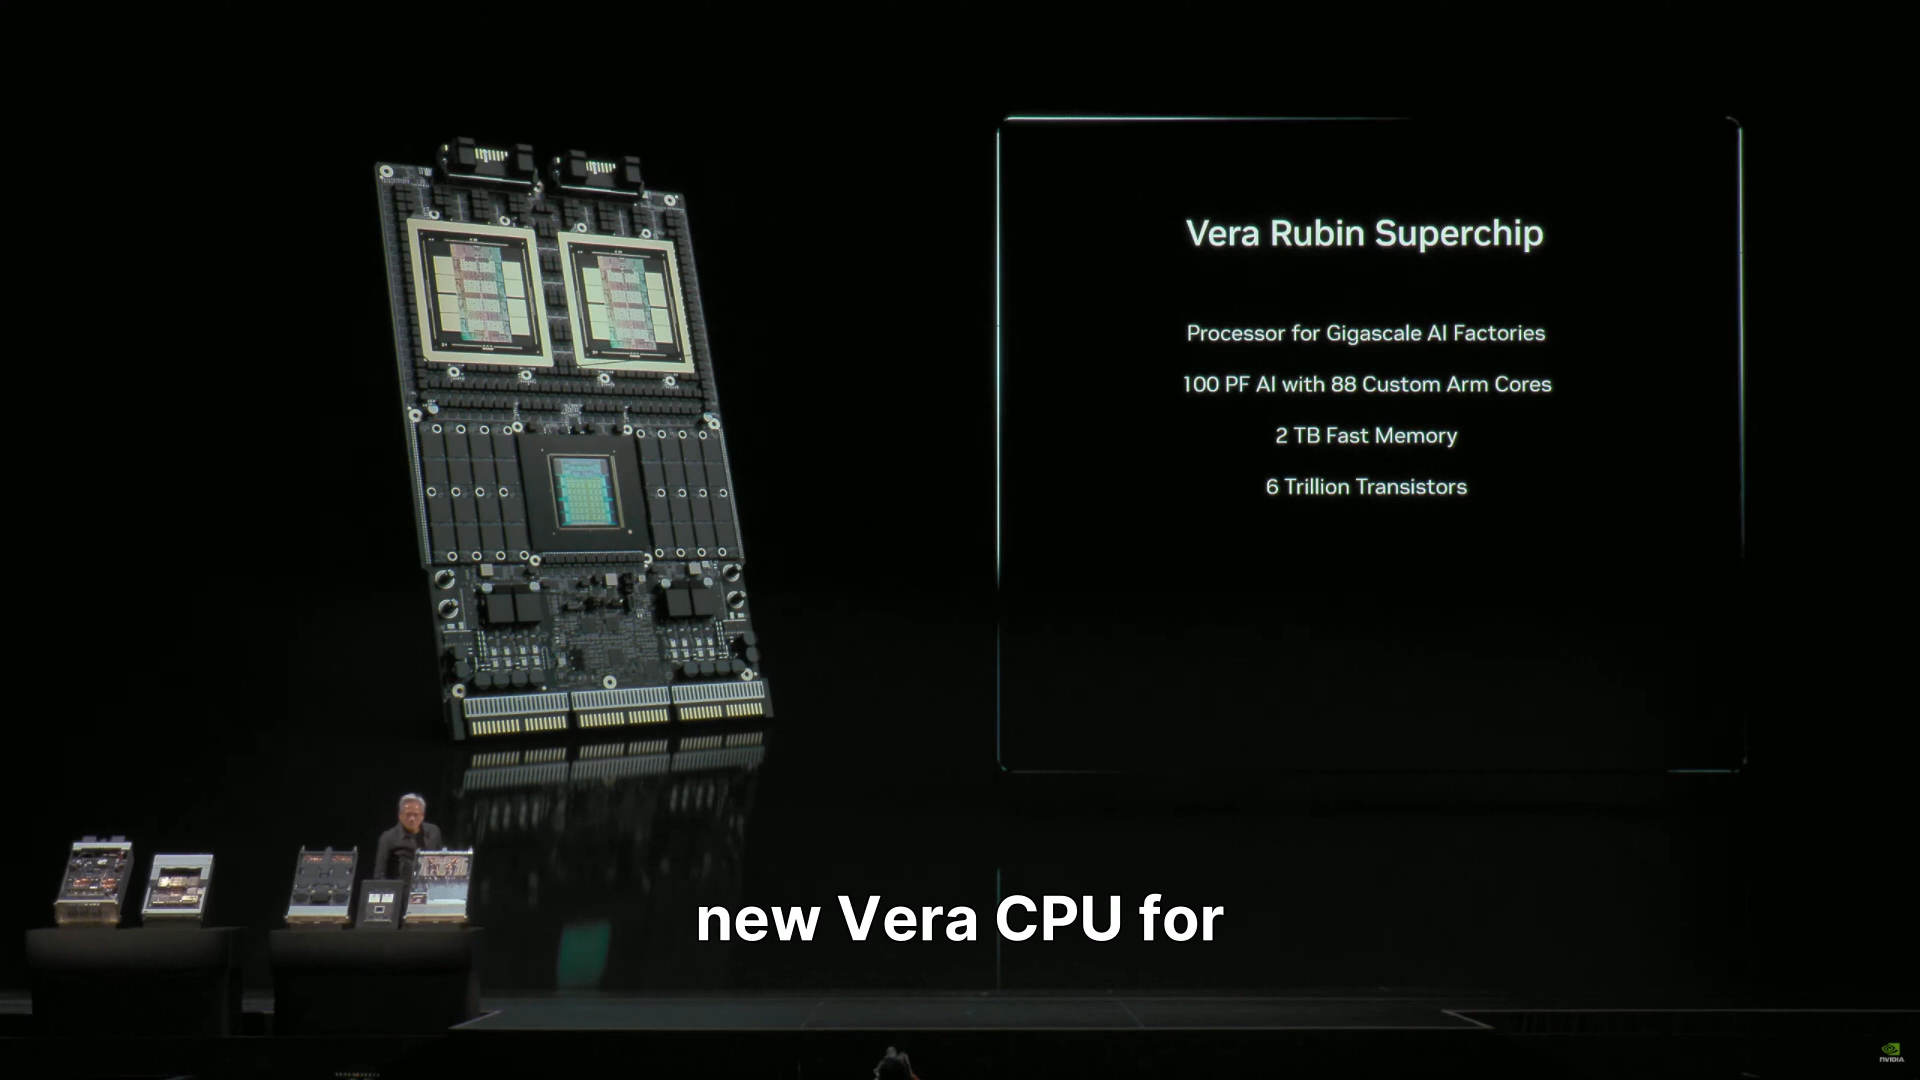 Vera Rubin Superchip
Processor for Gigascale AI Factories
100 PF AI with 88 Custom Arm Cores
2 TB Fast Memory
6 Trillion Transistors
new Vera CPU for
NVIDIA